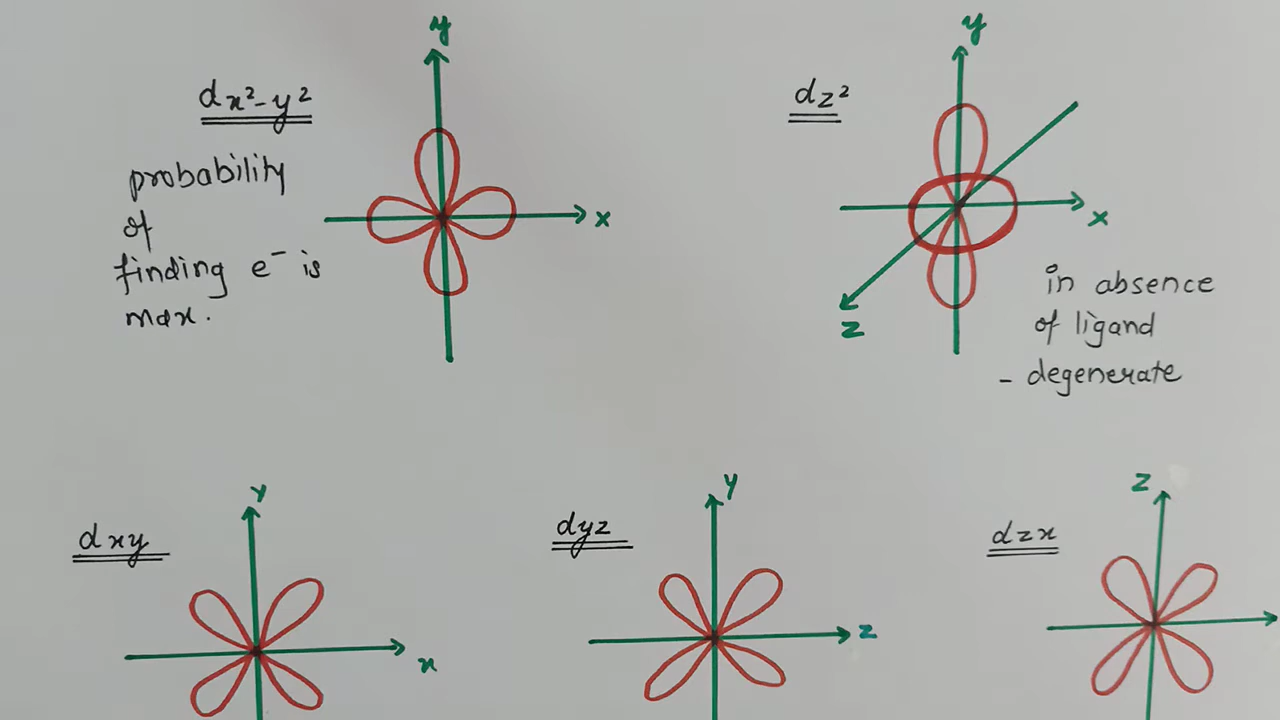 y
dx²-y²
probability
of
finding e⁻ is
max.
x
y
dz²
x
z
in absence
of ligand
- degenerate
y
dxy
x
y
dyz
z
z
dzx